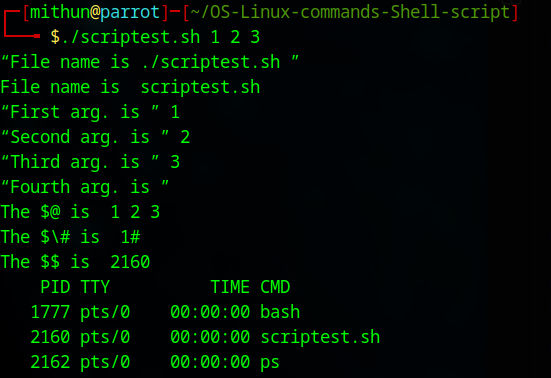 ┌─[mithun@parrot]─[~/OS-Linux-commands-Shell-script]
└──╼ $./scriptest.sh 1 2 3
“File name is ./scriptest.sh ”
File name is  scriptest.sh
“First arg. is ” 1
“Second arg. is ” 2
“Third arg. is ” 3
“Fourth arg. is ”
The $@ is  1 2 3
The $\# is  1#
The $$ is  2160
    PID TTY          TIME CMD
   1777 pts/0    00:00:00 bash
   2160 pts/0    00:00:00 scriptest.sh
   2162 pts/0    00:00:00 ps